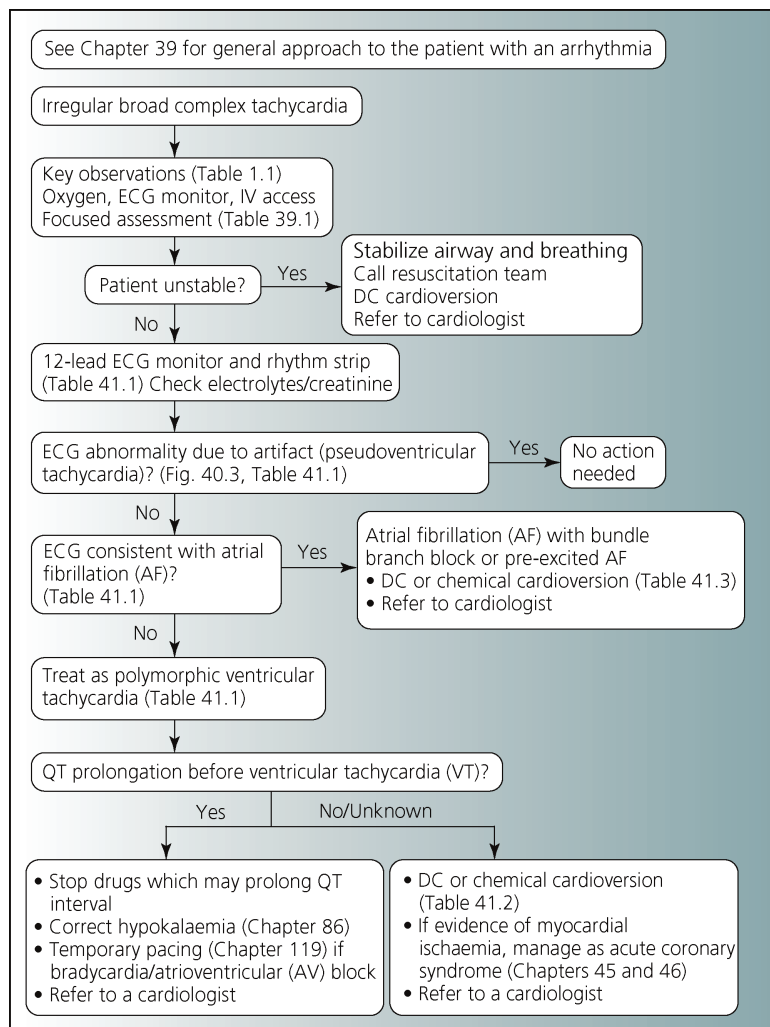 See Chapter 39 for general approach to the patient with an arrhythmia
Irregular broad complex tachycardia
Key observations (Table 1.1)
Oxygen, ECG monitor, IV access
Focused assessment (Table 39.1)
Patient unstable?
Yes
Stabilize airway and breathing
Call resuscitation team
DC cardioversion
Refer to cardiologist
No
12-lead ECG monitor and rhythm strip
(Table 41.1) Check electrolytes/creatinine
ECG abnormality due to artifact (pseudoventricular
tachycardia)? (Fig. 40.3, Table 41.1)
Yes
No action
needed
No
ECG consistent with atrial
fibrillation (AF)?
(Table 41.1)
Yes
Atrial fibrillation (AF) with bundle
branch block or pre-excited AF
• DC or chemical cardioversion (Table 41.3)
• Refer to cardiologist
No
Treat as polymorphic ventricular
tachycardia (Table 41.1)
QT prolongation before ventricular tachycardia (VT)?
Yes
No/Unknown
• Stop drugs which may prolong QT
interval
• Correct hypokalaemia (Chapter 86)
• Temporary pacing (Chapter 119) if
bradycardia/atrioventricular (AV) block
• Refer to a cardiologist
• DC or chemical cardioversion
(Table 41.2)
• If evidence of myocardial
ischaemia, manage as acute coronary
syndrome (Chapters 45 and 46)
• Refer to a cardiologist